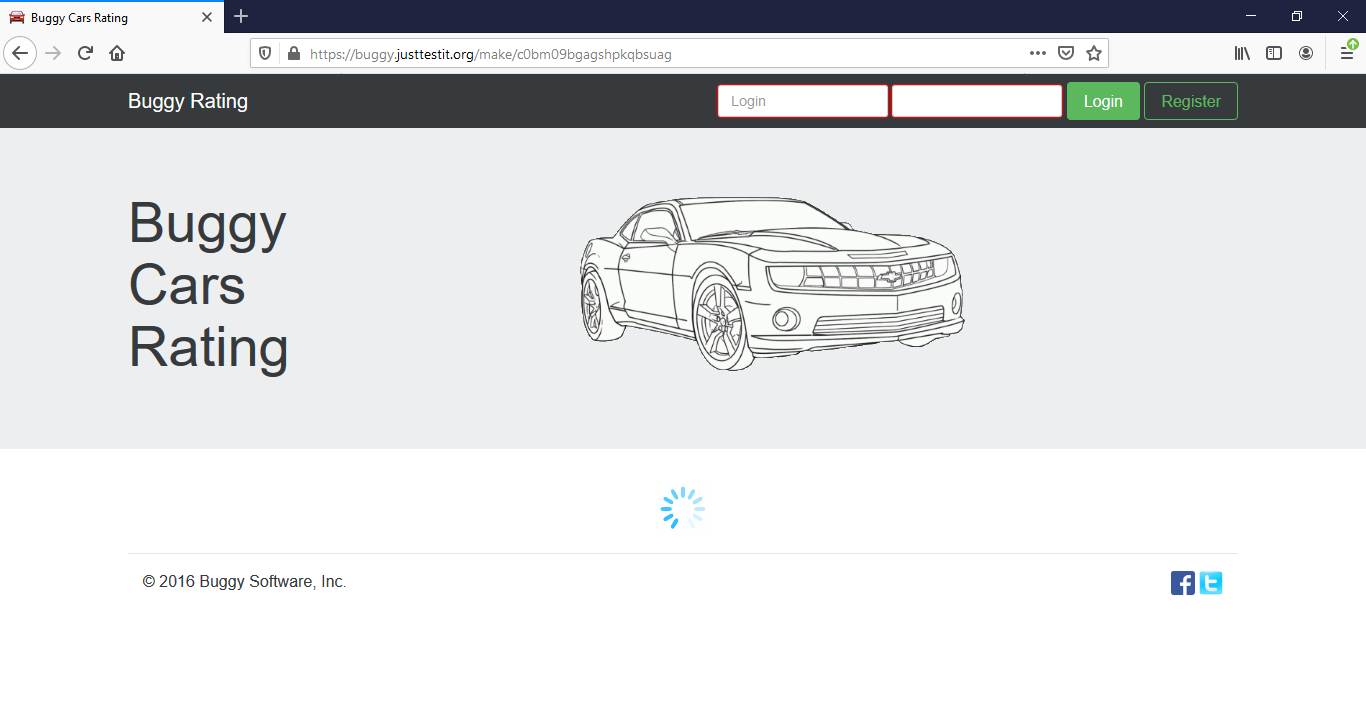 Buggy Cars Rating
https://buggy.justtestit.org/make/c0bm09bgagshpkqbsuag
Buggy Rating
Login
Login
Register
Buggy
Cars
Rating
© 2016 Buggy Software, Inc.